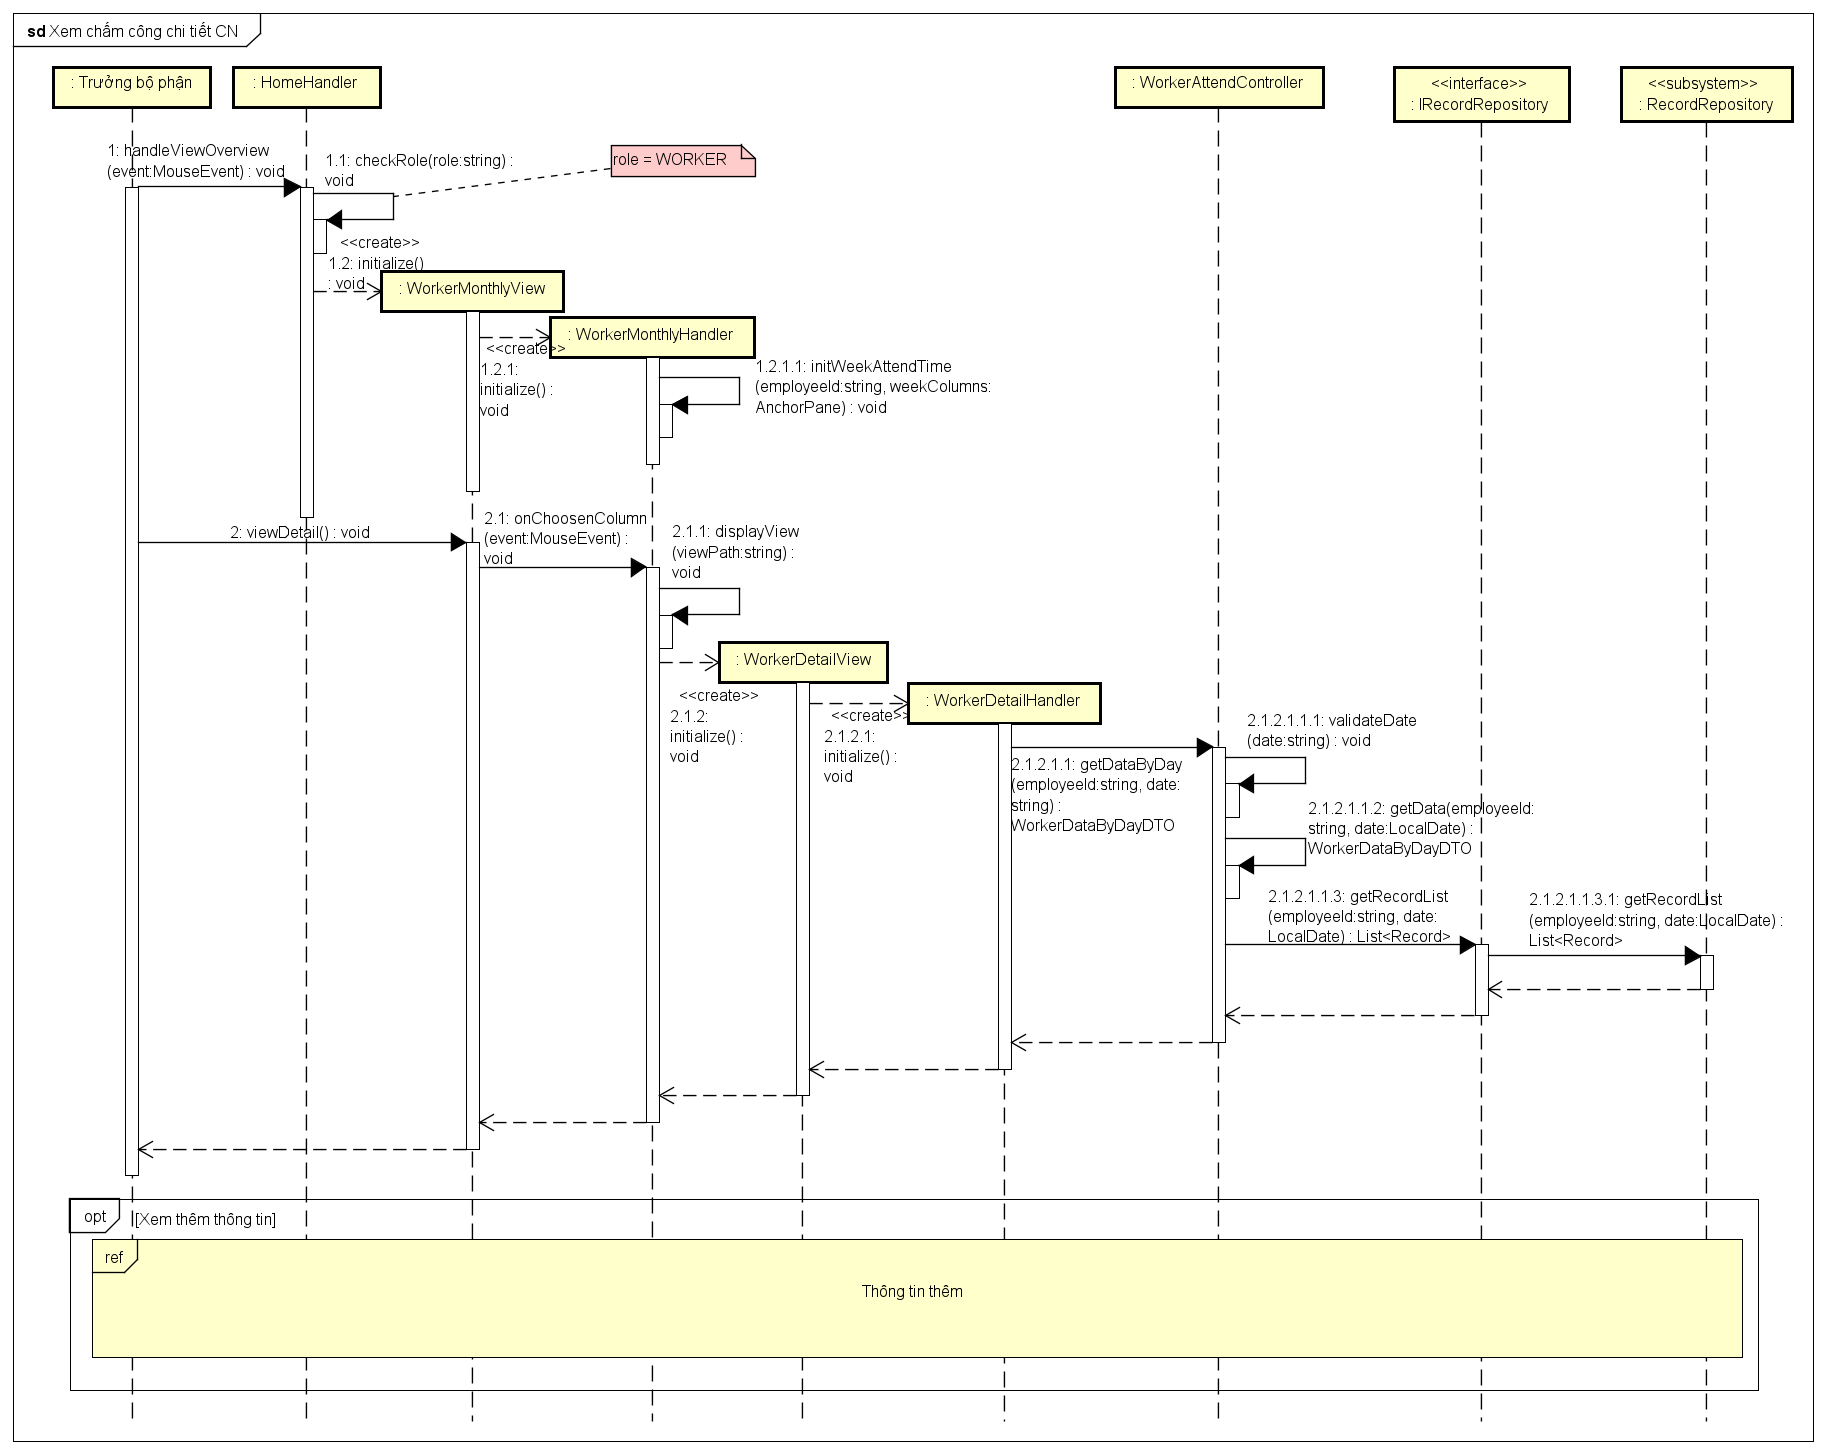 sd Xem chấm công chi tiết CN
: Trưởng bộ phận
: HomeHandler
: WorkerAttendController
<<interface>>
: IRecordRepository
<<subsystem>>
: RecordRepository
1: handleViewOverview
(event:MouseEvent) : void
1.1: checkRole(role:string) :
void
role = WORKER
<<create>>
1.2: initialize()
: void
: WorkerMonthlyView
: WorkerMonthlyHandler
<<create>>
1.2.1:
initialize() :
void
1.2.1.1: initWeekAttendTime
(employeeId:string, weekColumns:
AnchorPane) : void
2: viewDetail() : void
2.1: onChoosenColumn
(event:MouseEvent) :
void
2.1.1: displayView
(viewPath:string) :
void
: WorkerDetailView
<<create>>
2.1.2:
initialize() :
void
: WorkerDetailHandler
<<create>>
2.1.2.1:
initialize() :
void
2.1.2.1.1: getDataByDay
(employeeId:string, date:
string) :
WorkerDataByDayDTO
2.1.2.1.1.1: validateDate
(date:string) : void
2.1.2.1.1.2: getData(employeeId:
string, date:LocalDate) :
WorkerDataByDayDTO
2.1.2.1.1.3: getRecordList
(employeeId:string, date:
LocalDate) : List<Record>
2.1.2.1.1.3.1: getRecordList
(employeeId:string, date:LocalDate) :
List<Record>
opt
[Xem thêm thông tin]
ref
Thông tin thêm